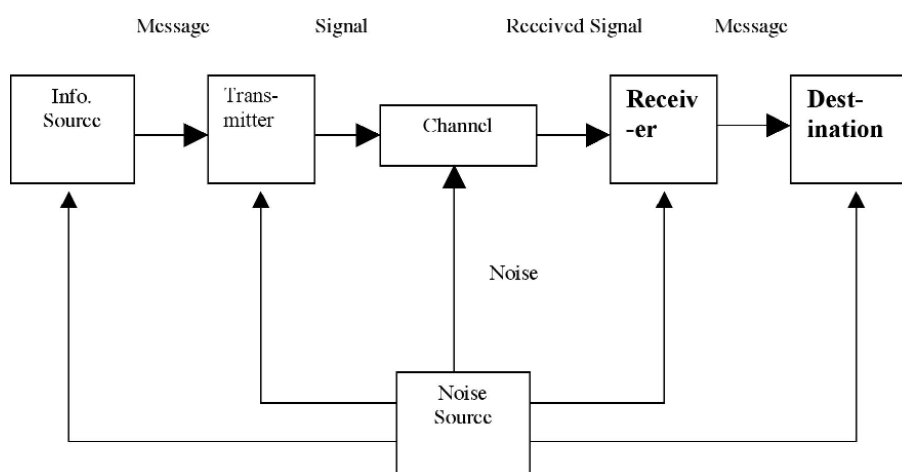 Message
Signal
Received Signal
Message
Info.
Source
Trans-
mitter
Channel
Receiv
-er
Dest-
ination
Noise
Noise
Source